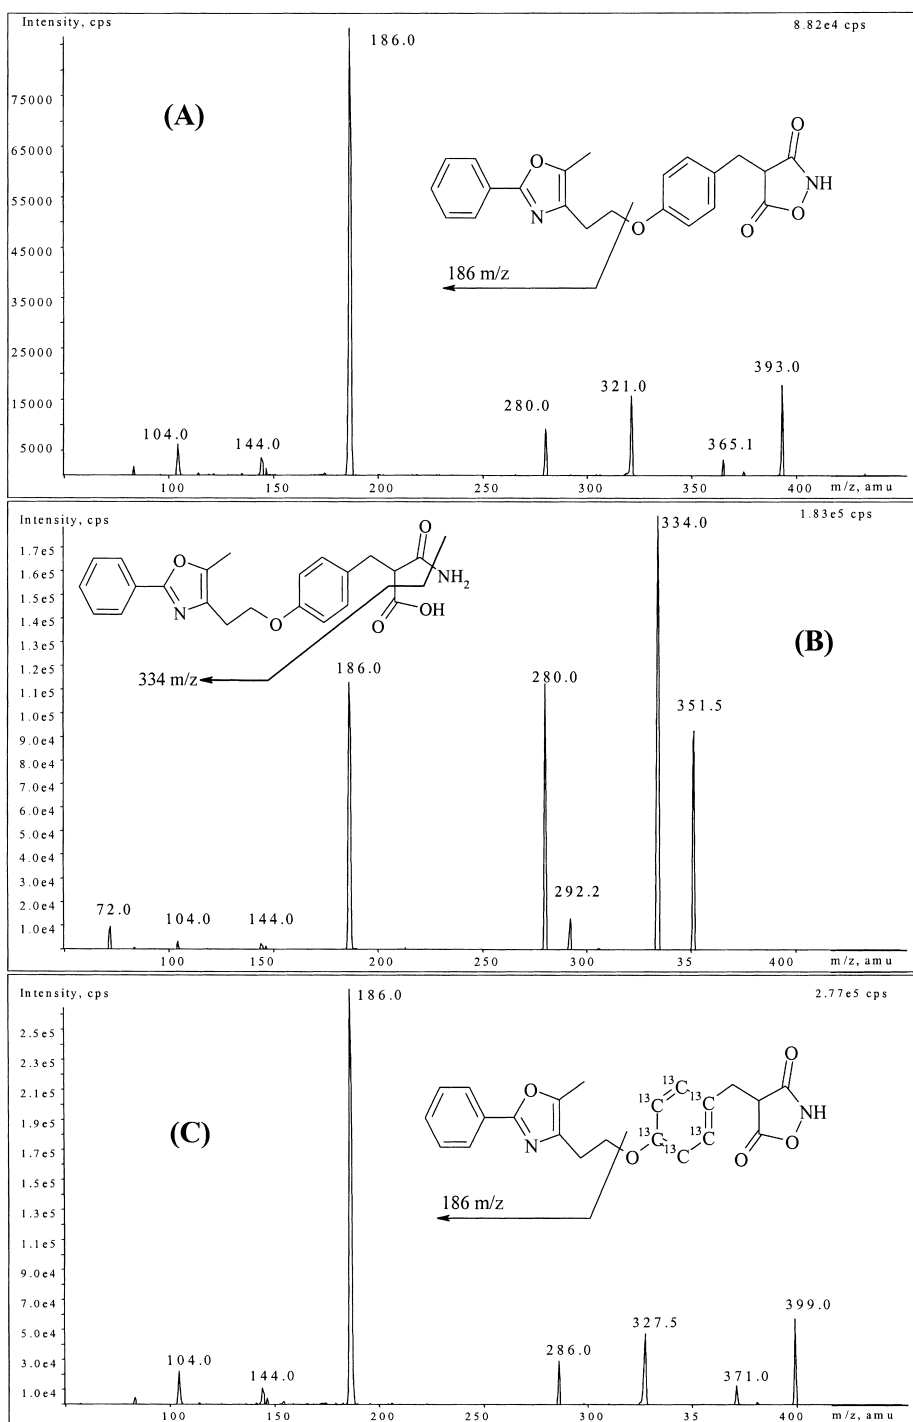 Intensity, cps 8.82e4 cps
186.0
(A)
75000
65000
55000
45000
35000
25000
15000
5000
O
N
O
O
NH
O
O
186 m/z
104.0
144.0
280.0
321.0
365.1
393.0
100 150 200 250 300 350 400 m/z, amu
Intensity, cps 1.83e5 cps
334.0
1.7e5
1.6e5
1.5e5
1.4e5
1.3e5
1.2e5
1.1e5
1.0e5
9.0e4
8.0e4
7.0e4
6.0e4
5.0e4
4.0e4
3.0e4
2.0e4
1.0e4
O
N
O
O
NH2
OH
O
334 m/z
(B)
186.0
280.0
351.5
292.2
72.0
104.0
144.0
100 150 200 250 300 35 400 m/z, amu
Intensity, cps 2.77e5 cps
186.0
2.5e5
2.3e5
2.1e5
1.9e5
1.7e5
1.5e5
1.3e5
1.1e5
9.0e4
7.0e4
5.0e4
3.0e4
1.0e4
(C)
O
N
O
13C
13C
13C
13C
13C
13C
O
NH
O
O
186 m/z
104.0
144.0
286.0
327.5
371.0
399.0
100 150 200 250 300 350 400 m/z, amu